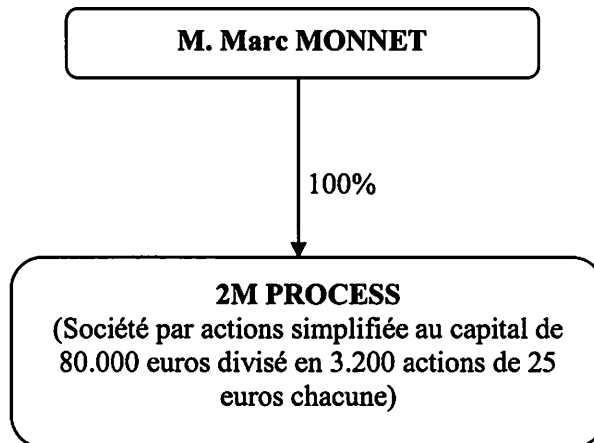 M. Marc MONNET
100%
2M PROCESS
(Société par actions simplifiée au capital de
80.000 euros divisé en 3.200 actions de 25
euros chacune)